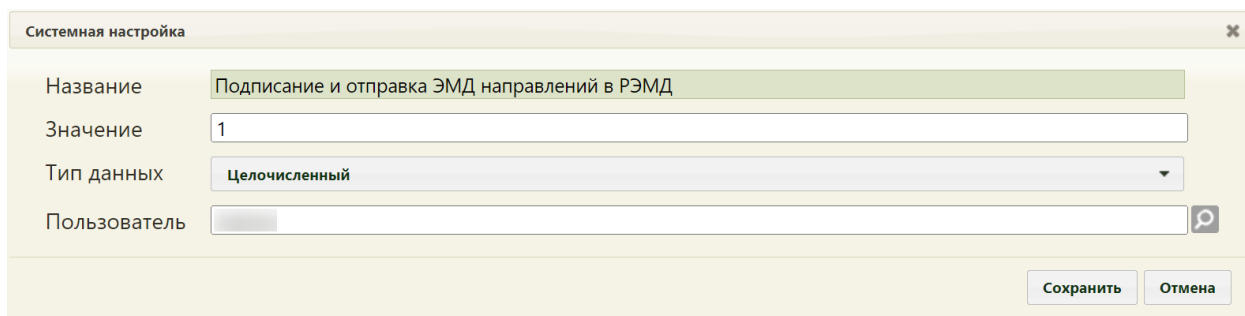 Системная настройка
Название Подписание и отправка ЭМД направлений в РЭМД
Значение 1
Тип данных Целочисленный
Пользователь
Сохранить Отмена